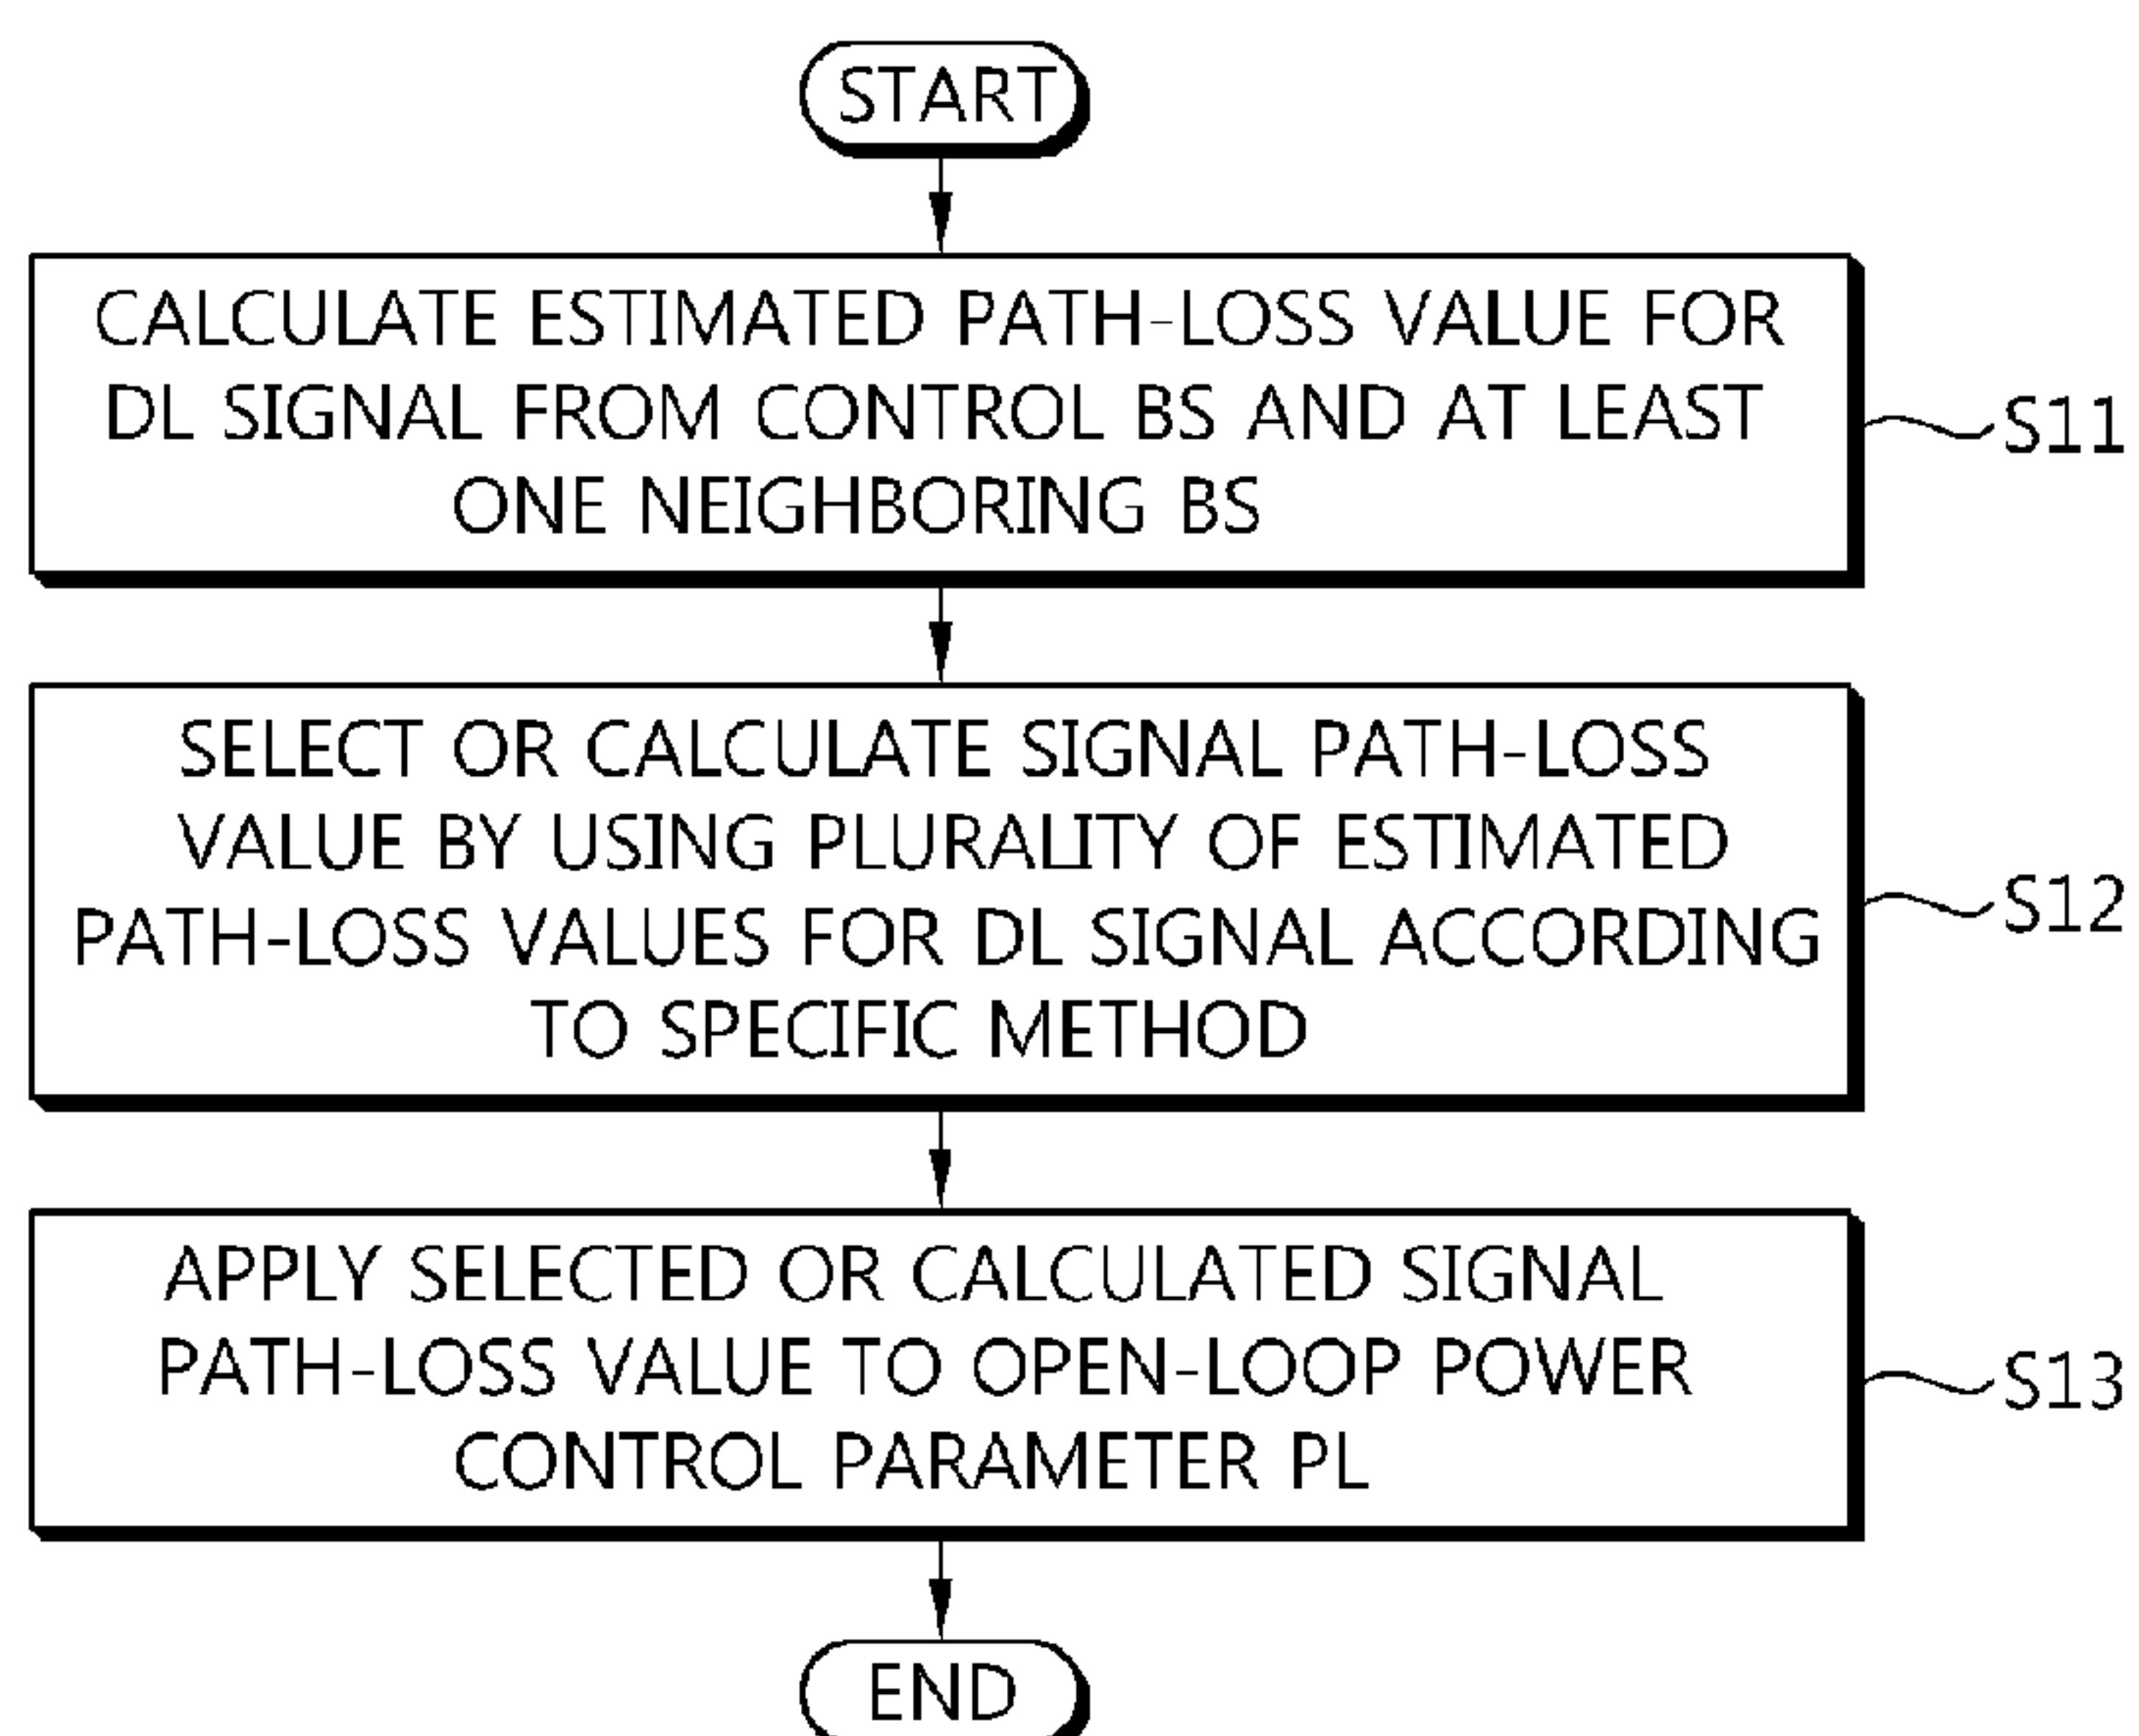 START
CALCULATE ESTIMATED PATH-LOSS VALUE FOR
DL SIGNAL FROM CONTROL BS AND AT LEAST
ONE NEIGHBORING BS
S11
SELECT OR CALCULATE SIGNAL PATH-LOSS
VALUE BY USING PLURALITY OF ESTIMATED
PATH-LOSS VALUES FOR DL SIGNAL ACCORDING
TO SPECIFIC METHOD
S12
APPLY SELECTED OR CALCULATED SIGNAL
PATH-LOSS VALUE TO OPEN-LOOP POWER
CONTROL PARAMETER PL
S13
END